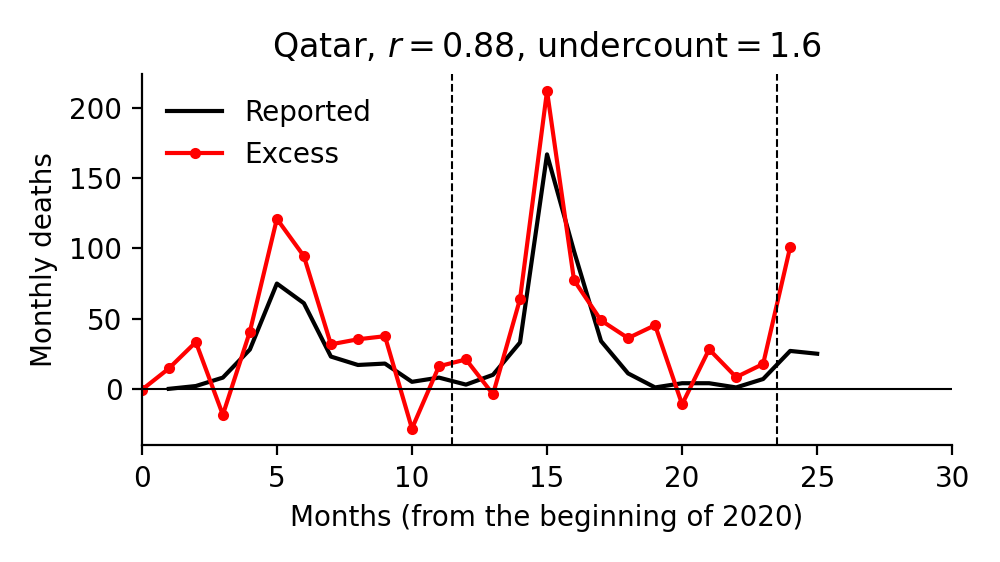 Qatar, r = 0.88, undercount = 1.6
Reported
Excess
Monthly deaths
200
150
100
50
0
0 5 10 15 20 25 30
Months (from the beginning of 2020)